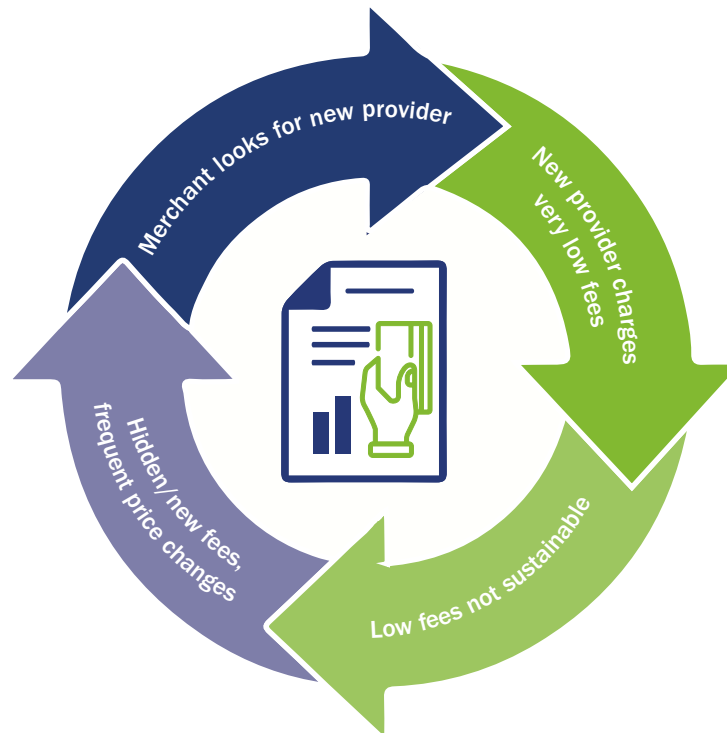 Merchant looks for new provider
New provider charges
very low fees
Low fees not sustainable
Hidden/new fees,
frequent price changes